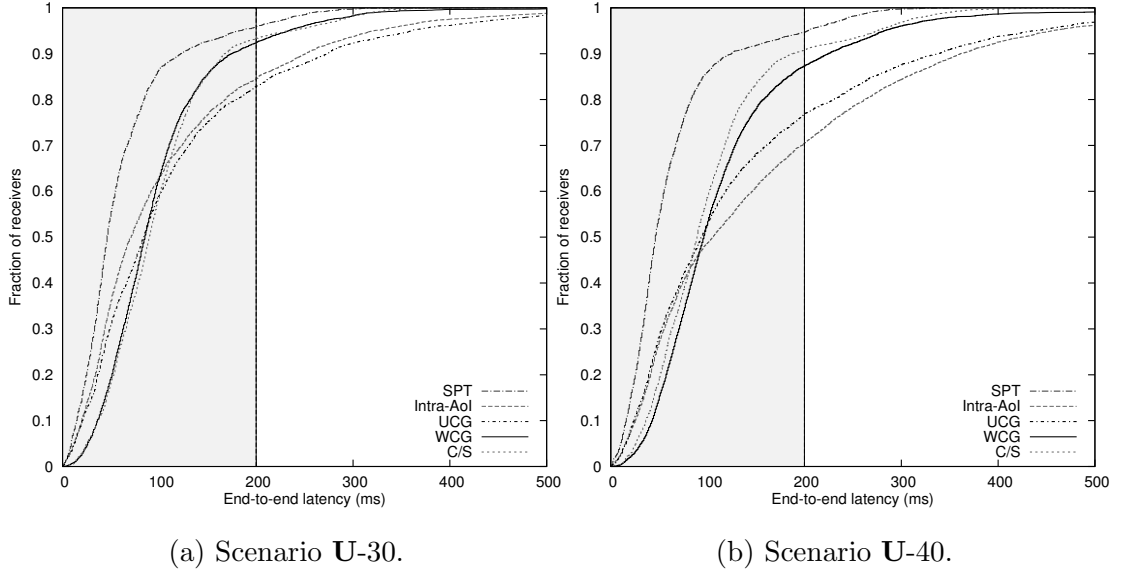 1
0.9
0.8
0.7
0.6
0.5
0.4
0.3
0.2
0.1
0
Fraction of receivers
SPT
Intra-AoI
UCG
WCG
C/S
0 100 200 300 400 500
End-to-end latency (ms)
(a) Scenario U-30.
1
0.9
0.8
0.7
0.6
0.5
0.4
0.3
0.2
0.1
0
Fraction of receivers
SPT
Intra-AoI
UCG
WCG
C/S
0 100 200 300 400 500
End-to-end latency (ms)
(b) Scenario U-40.